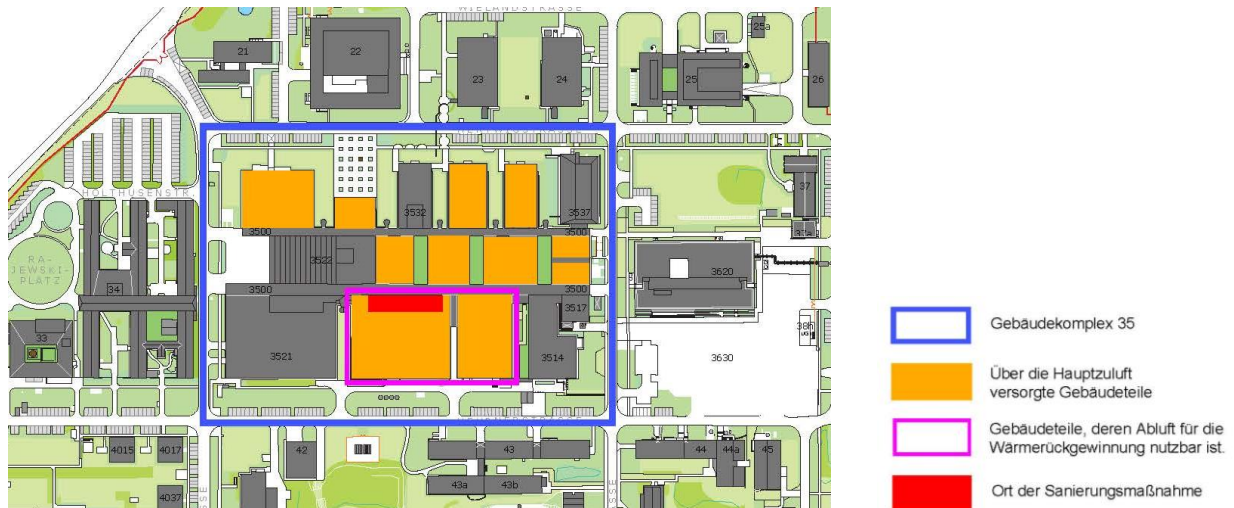 WIELANDSTRASSE
21
22
23
24
25a
25
26
HOLTHUSENSTR.
37
3532
3537
3500
3500
3522
RA-
JEWSKI-
PLATZ
34
3620
3500
3500
3517
33
3521
3514
3630
4015
4017
42
43
44
44a
45
43a
43b
4037
Gebäudekomplex 35
Über die Hauptzuluft
versorgte Gebäudeteile
Gebäudeteile, deren Abluft für die
Wärmerückgewinnung nutzbar ist.
Ort der Sanierungsmaßnahme